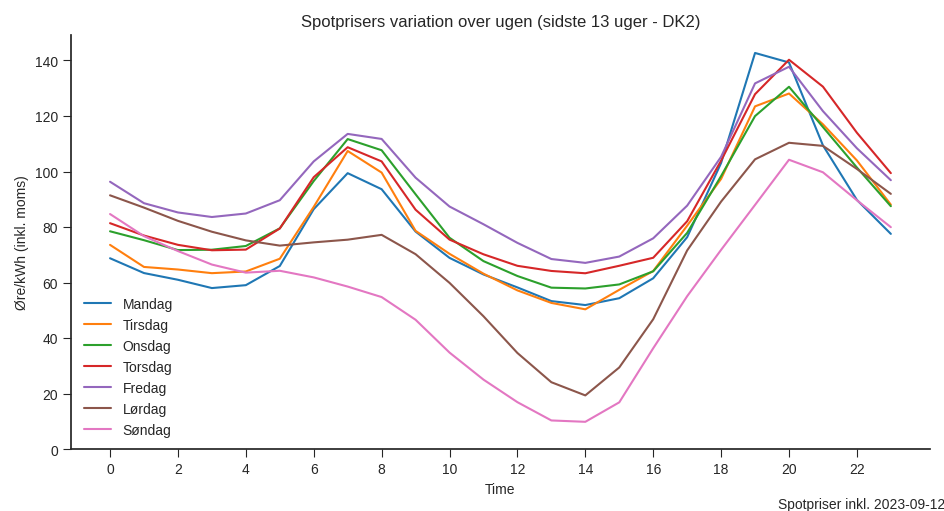 Spotprisers variation over ugen (sidste 13 uger - DK2)
Øre/kWh (inkl. moms)
140
120
100
80
60
40
20
0
Mandag
Tirsdag
Onsdag
Torsdag
Fredag
Lørdag
Søndag
0 2 4 6 8 10 12 14 16 18 20 22
Time
Spotpriser inkl. 2023-09-12